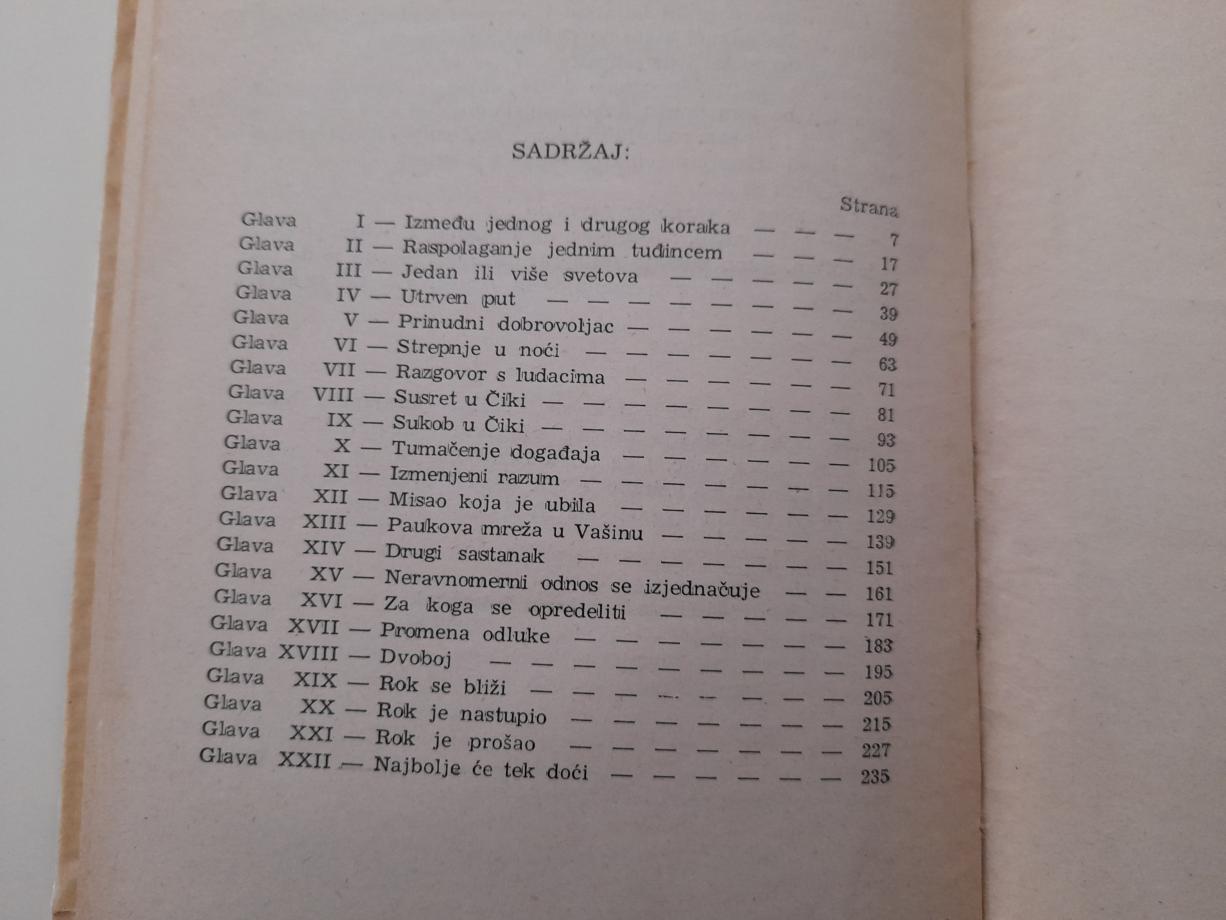 SADRŽAJ:
Strana
Glava I — Između jednog i drugog koraka — — — 7
Glava II — Raspolaganje jednim tuđincem — — — 17
Glava III — Jedan ili više svetova — — — — — 27
Glava IV — Utrven put — — — — — — — — 39
Glava V — Prinudni dobrovoljac — — — — — — 49
Glava VI — Strepnje u noći — — — — — — — 63
Glava VII — Razgovor s ludacima — — — — — — 71
Glava VIII — Susret u Čiki — — — — — — — — 81
Glava IX — Sukob u Čiki — — — — — — — — 93
Glava X — Tumačenje događaja — — — — — — 105
Glava XI — Izmenjeni razum — — — — — — — 115
Glava XII — Misao koja je ubila — — — — — — 129
Glava XIII — Paukova mreža u Vašinu — — — — — 139
Glava XIV — Drugi sastanak — — — — — — — 151
Glava XV — Neravnomerni odnos se izjednačuje — — 161
Glava XVI — Za koga se opredeliti — — — — — 171
Glava XVII — Promena odluke — — — — — — — 183
Glava XVIII — Dvoboj — — — — — — — — — 195
Glava XIX — Rok se bliži — — — — — — — — 205
Glava XX — Rok je nastupio — — — — — — — 215
Glava XXI — Rok je prošao — — — — — — — 227
Glava XXII — Najbolje će tek doći — — — — — — 235